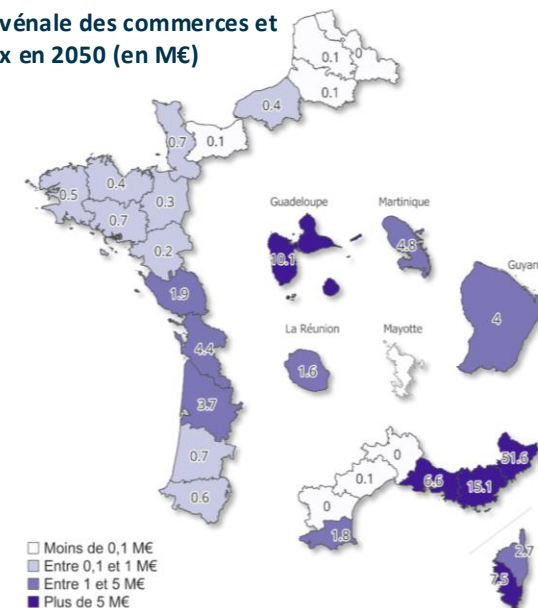 vénale des commerces et
x en 2050 (en M€)
0.1
0
0.1
0.4
0.7
0.1
0.5
0.4
0.3
0.7
0.2
1.9
4.4
3.7
0.7
0.6
Guadeloupe
10.1
Martinique
4.8
Guyan
4
La Réunion
1.6
Mayotte
51.6
0
6.6
15.1
0.1
0
1.8
2.7
7.5
Moins de 0,1 M€
Entre 0,1 et 1 M€
Entre 1 et 5 M€
Plus de 5 M€